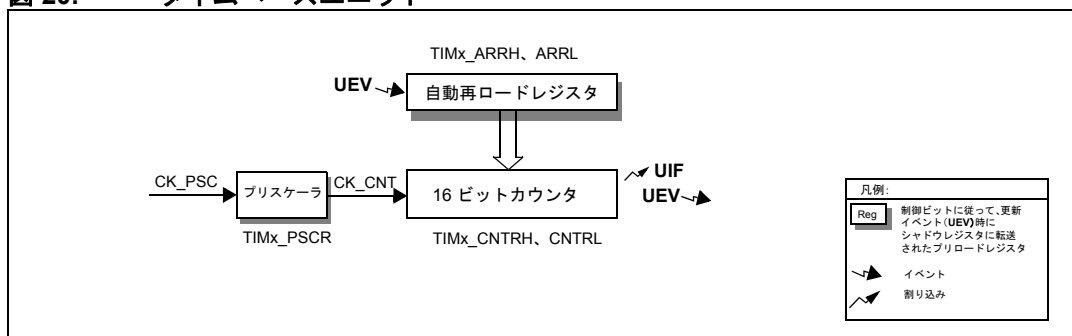 TIMx_ARRH、ARRL
UEV
自動再ロードレジスタ
CK_PSC
プリスケーラ
CK_CNT
16 ビットカウンタ
UIF
UEV
TIMx_PSCR
TIMx_CNTRH、CNTRL
凡例:
Reg
制御ビットに従って、更新
イベント(UEV)時に
シャドウレジスタに転送
されたプリロードレジスタ
イベント
割り込み